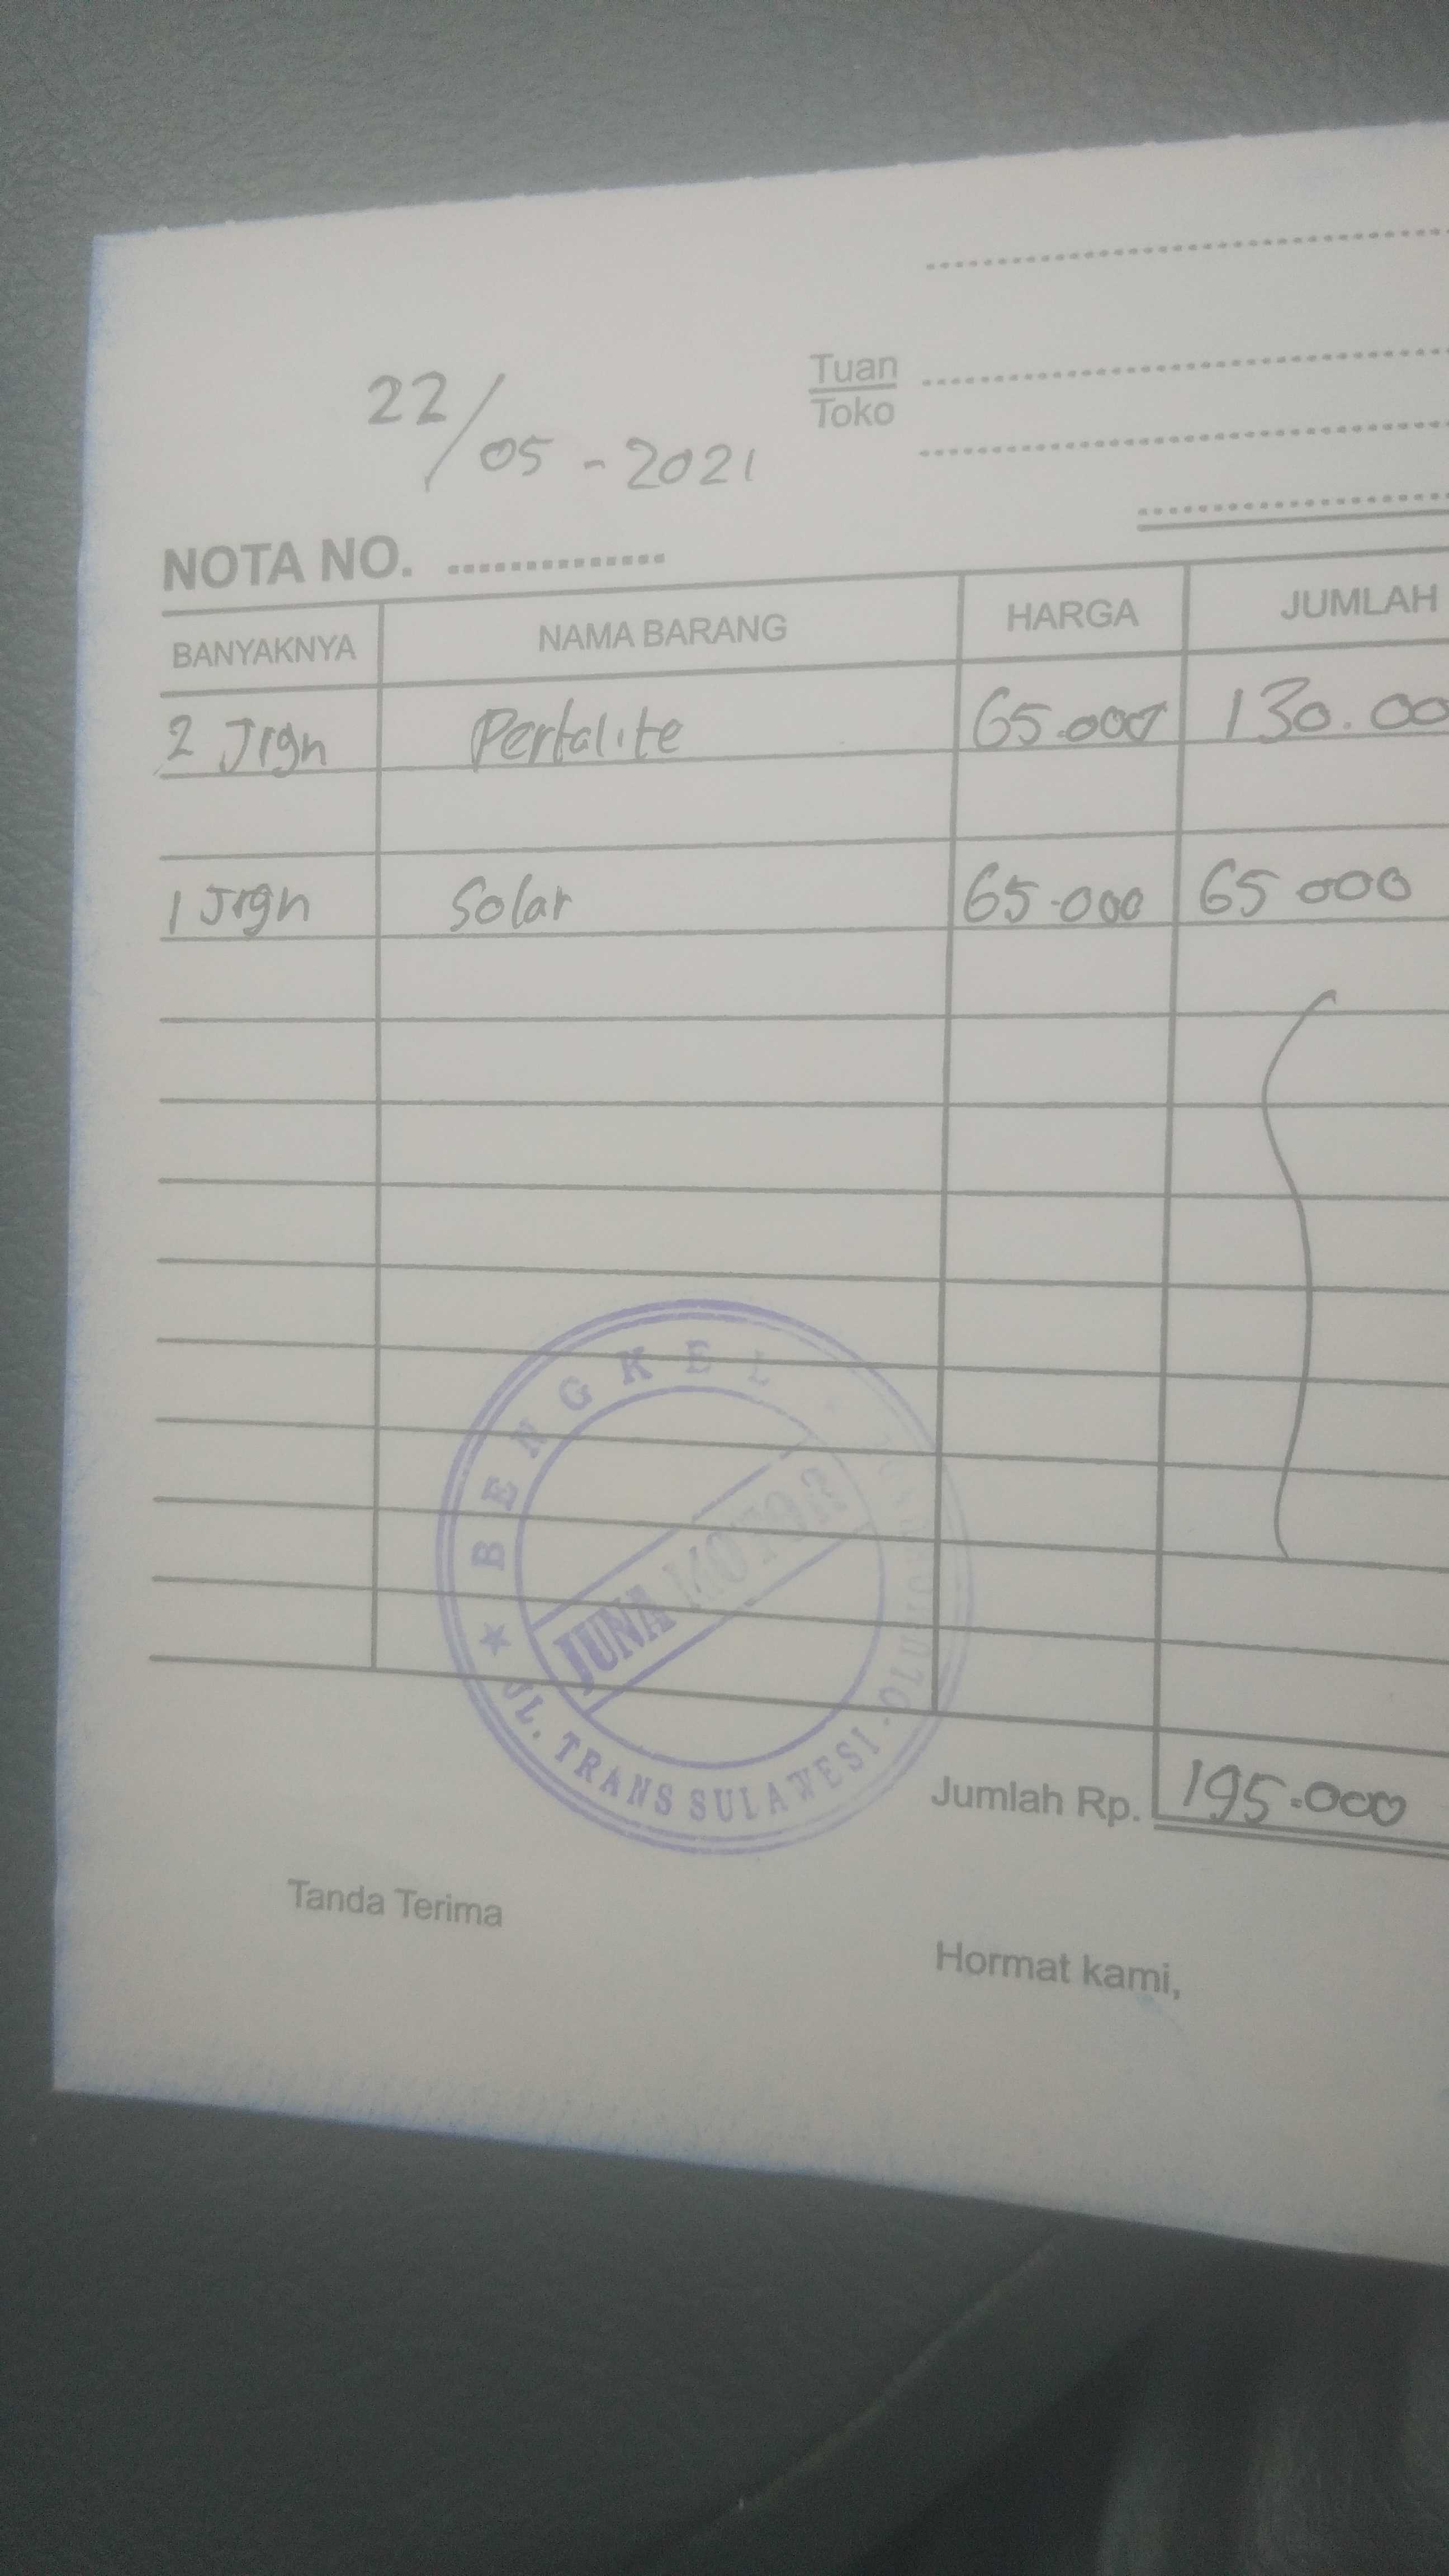 Tuan
Toko
22/05-2021
NOTA NO. ..............
BANYAKNYA NAMA BARANG HARGA JUMLAH
2 Jrgn Pertalite 65.000 130.00
1 Jrgn Solar 65.000 65 000
BENGKEL
JUNA MOTOR
JL. TRANS SULAWESI
Jumlah Rp. 195.000
Tanda Terima
Hormat kami,